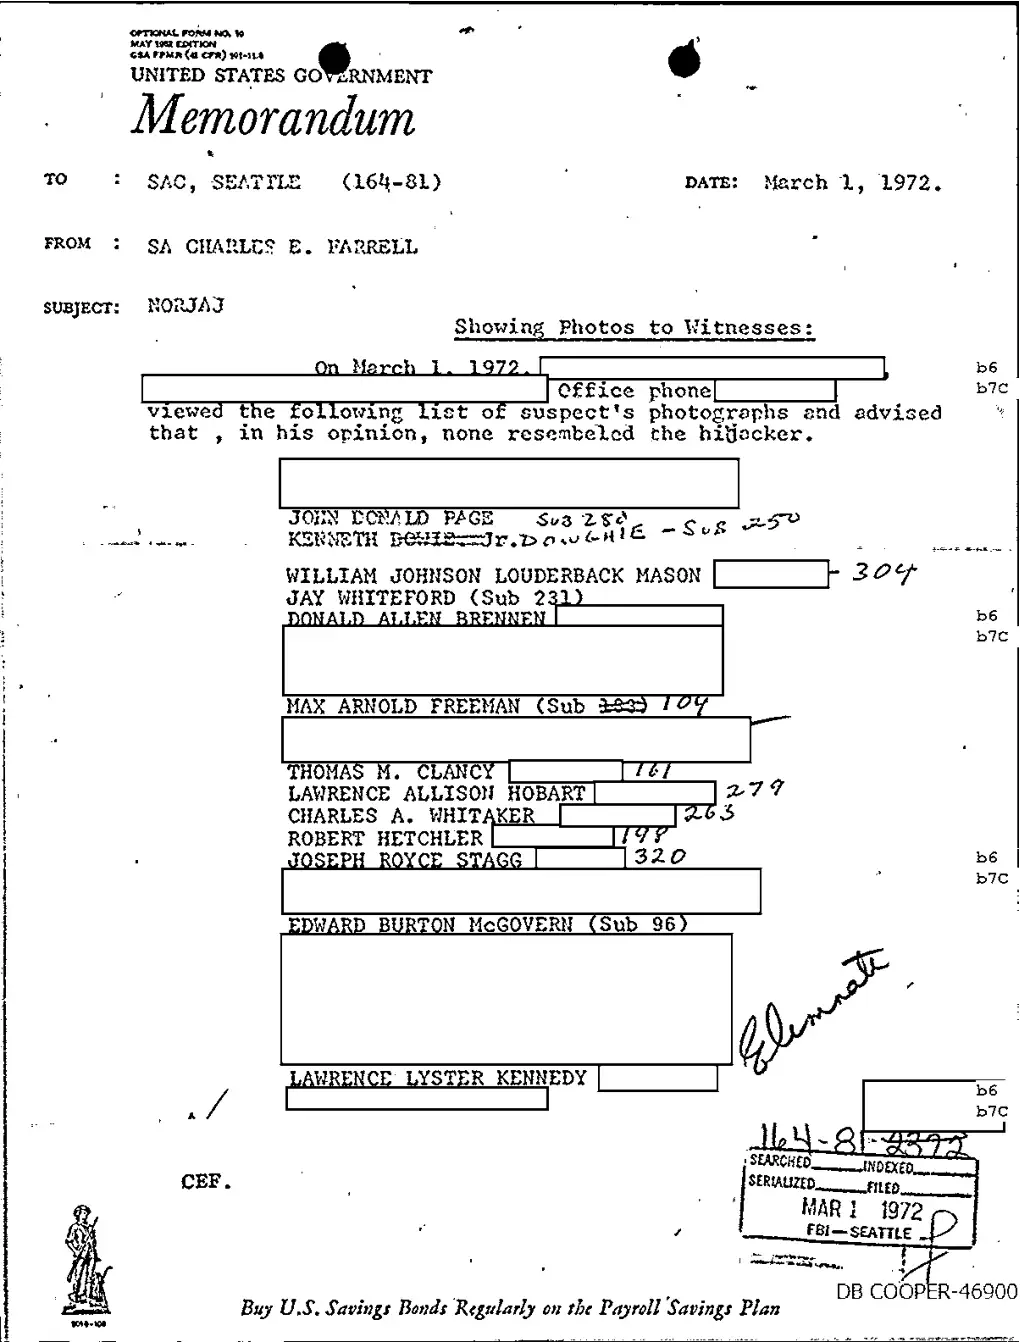 OPTIONAL FORM NO. 10
MAY 1962 EDITION
GSA FPMR (41 CFR) 101-11.6
UNITED STATES GOVERNMENT
Memorandum
TO : SAC, SEATTLE (164-81) DATE: March 1, 1972.
FROM : SA CHARLES E. FARRELL
SUBJECT: NORJAJ
Showing Photos to Witnesses:
On March 1, 1972, b6
Office phone b7C
viewed the following list of suspect's photographs and advised
that , in his opinion, none resembeled the hijacker.
JOHN DONALD PAGE Sub 280
KENNETH Jr. DOWGHIE - SUB 250
WILLIAM JOHNSON LOUDERBACK MASON - 304
JAY WHITEFORD (Sub 231)
DONALD ALLEN BRENNEN b6
b7C
MAX ARNOLD FREEMAN (Sub 183) 104
THOMAS M. CLANCY 161
LAWRENCE ALLISON HOBART 279
CHARLES A. WHITAKER 263
ROBERT HETCHLER 198
JOSEPH ROYCE STAGG 320 b6
b7C
EDWARD BURTON McGOVERN (Sub 96)
Elimnate
LAWRENCE LYSTER KENNEDY
b6
b7C
164-81-2372
SEARCHED INDEXED
SERIALIZED FILED
CEF.
MAR 1 1972
FBI - SEATTLE
DB COOPER-46900
Buy U.S. Savings Bonds Regularly on the Payroll Savings Plan
5010-108